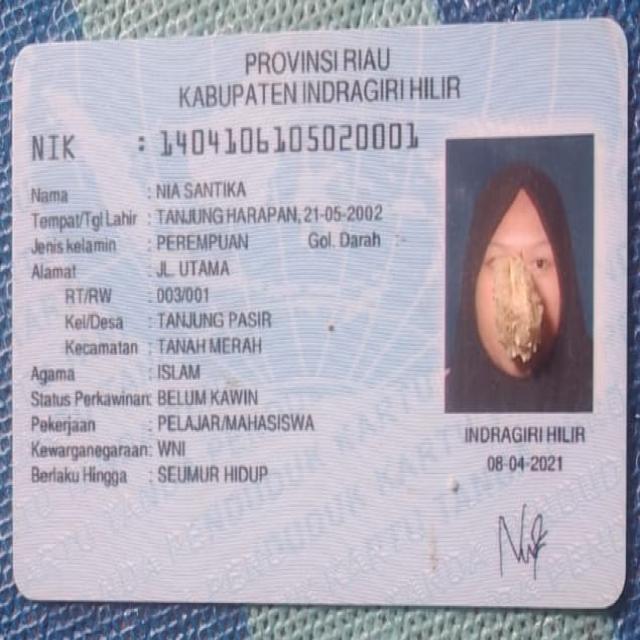 PROVINSI RIAU
KABUPATEN INDRAGIRI HILIR
NIK : 1404106105020001
Nama : NIA SANTIKA
Tempat/Tgl Lahir : TANJUNG HARAPAN, 21-05-2002
Jenis kelamin : PEREMPUAN Gol. Darah : -
Alamat : JL. UTAMA
RT/RW : 003/001
Kel/Desa : TANJUNG PASIR
Kecamatan : TANAH MERAH
Agama : ISLAM
Status Perkawinan: BELUM KAWIN
Pekerjaan : PELAJAR/MAHASISWA
Kewarganegaraan: WNI
Berlaku Hingga : SEUMUR HIDUP
INDRAGIRI HILIR
08-04-2021